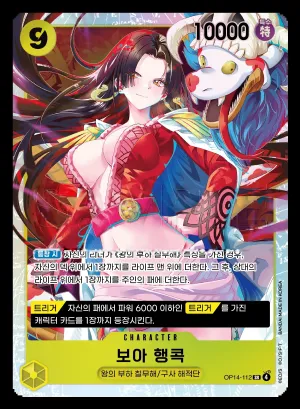 9
10000
특수
特
등장 시 자신의 리더가 《왕의 부하 칠무해》 특징을 가진 경우,
자신의 덱 위에서 1장까지를 라이프 맨 위에 더한다. 그 후, 상대의
라이프 위에서 1장까지를 주인의 패에 더한다.
트리거 자신의 패에서 파워 6000 이하인 트리거 를 가진
캐릭터 카드를 1장까지 등장시킨다.
CHARACTER
보아 행콕
왕의 부하 칠무해/구사 해적단
OP14-112 SR 4